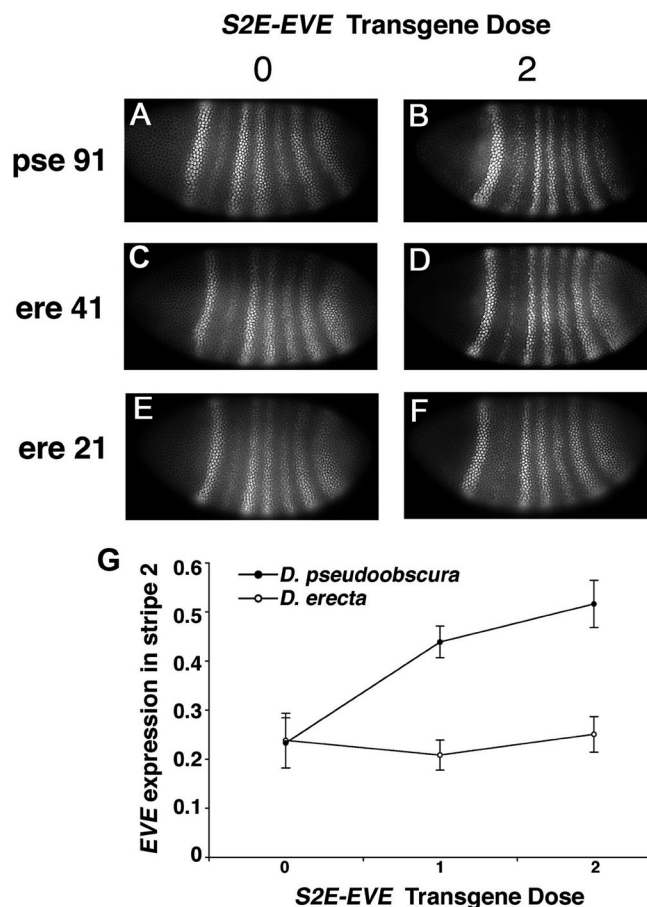 S2E-EVE Transgene Dose
0 2
A B
pse 91
C D
ere 41
E F
ere 21
G
0.6
D. pseudoobscura
D. erecta
0.5
0.4
0.3
0.2
0.1
0
EVE expression in stripe 2
0 1 2
S2E-EVE Transgene Dose